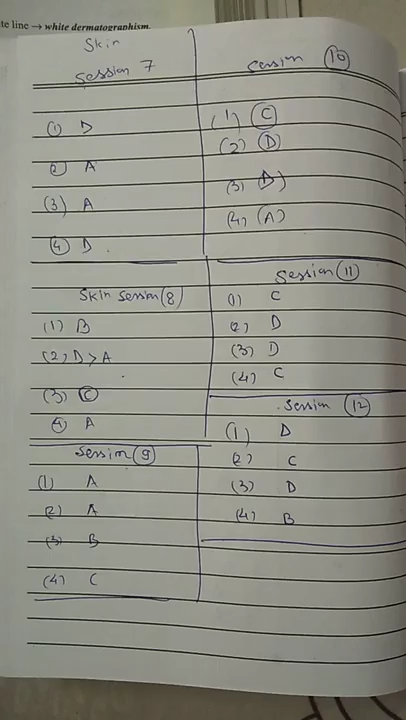 te line → white dermatographism.
Skin
Session 7
(1) D
(2) A
(3) A
(4) D
Skin Session (8)
(1) B
(2) D > A
(3) C
(4) A
Session (9)
(1) A
(2) A
(3) B
(4) C
Session (10)
(1) C
(2) D
(3) D
(4) (A)
Session (11)
(1) C
(2) D
(3) D
(4) C
Session (12)
(1) D
(2) C
(3) D
(4) B